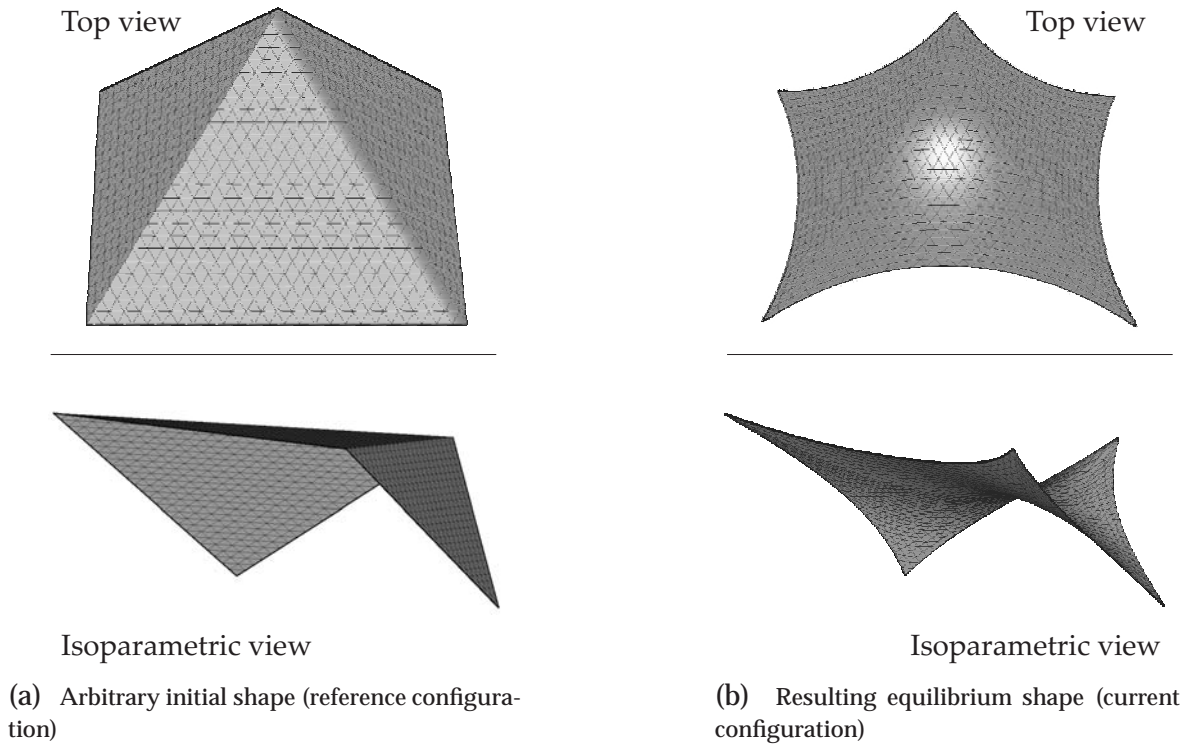 Top view
Top view
Isoparametric view
Isoparametric view
(a) Arbitrary initial shape (reference configura-
tion)
(b) Resulting equilibrium shape (current
configuration)